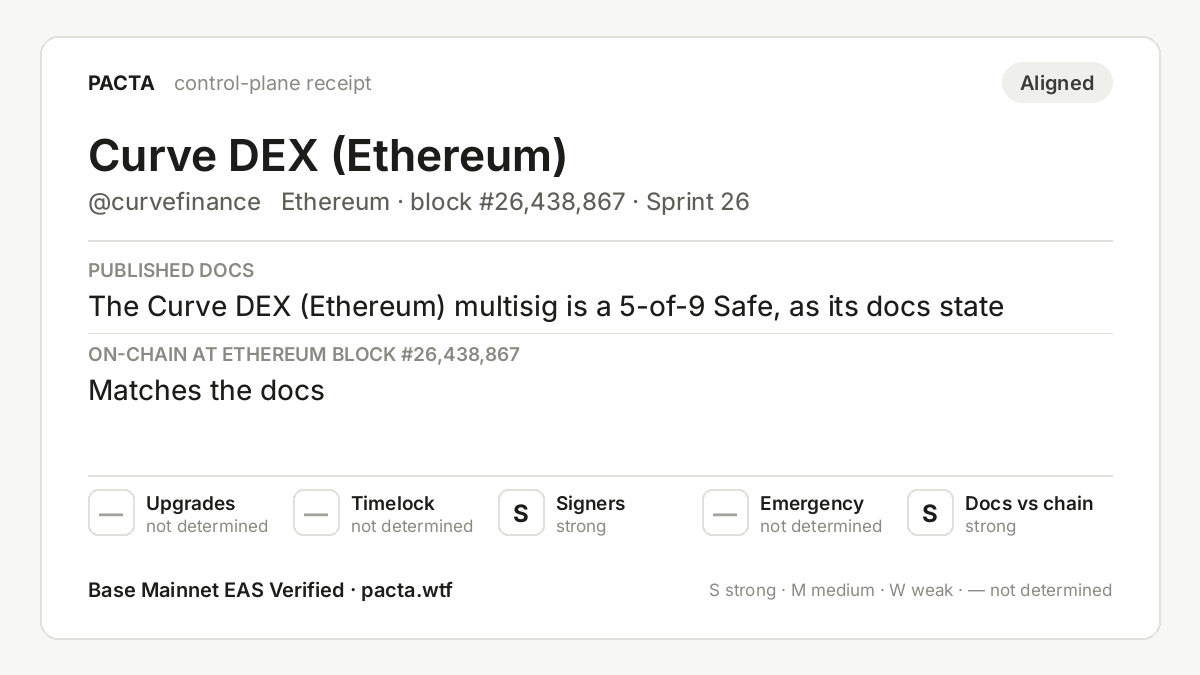 PACTA control-plane receipt Aligned
Curve DEX (Ethereum)
@curvefinance Ethereum · block #26,438,867 · Sprint 26
PUBLISHED DOCS
The Curve DEX (Ethereum) multisig is a 5-of-9 Safe, as its docs state
ON-CHAIN AT ETHEREUM BLOCK #26,438,867
Matches the docs
— Upgrades not determined
— Timelock not determined
S Signers strong
— Emergency not determined
S Docs vs chain strong
Base Mainnet EAS Verified · pacta.wtf
S strong · M medium · W weak · — not determined